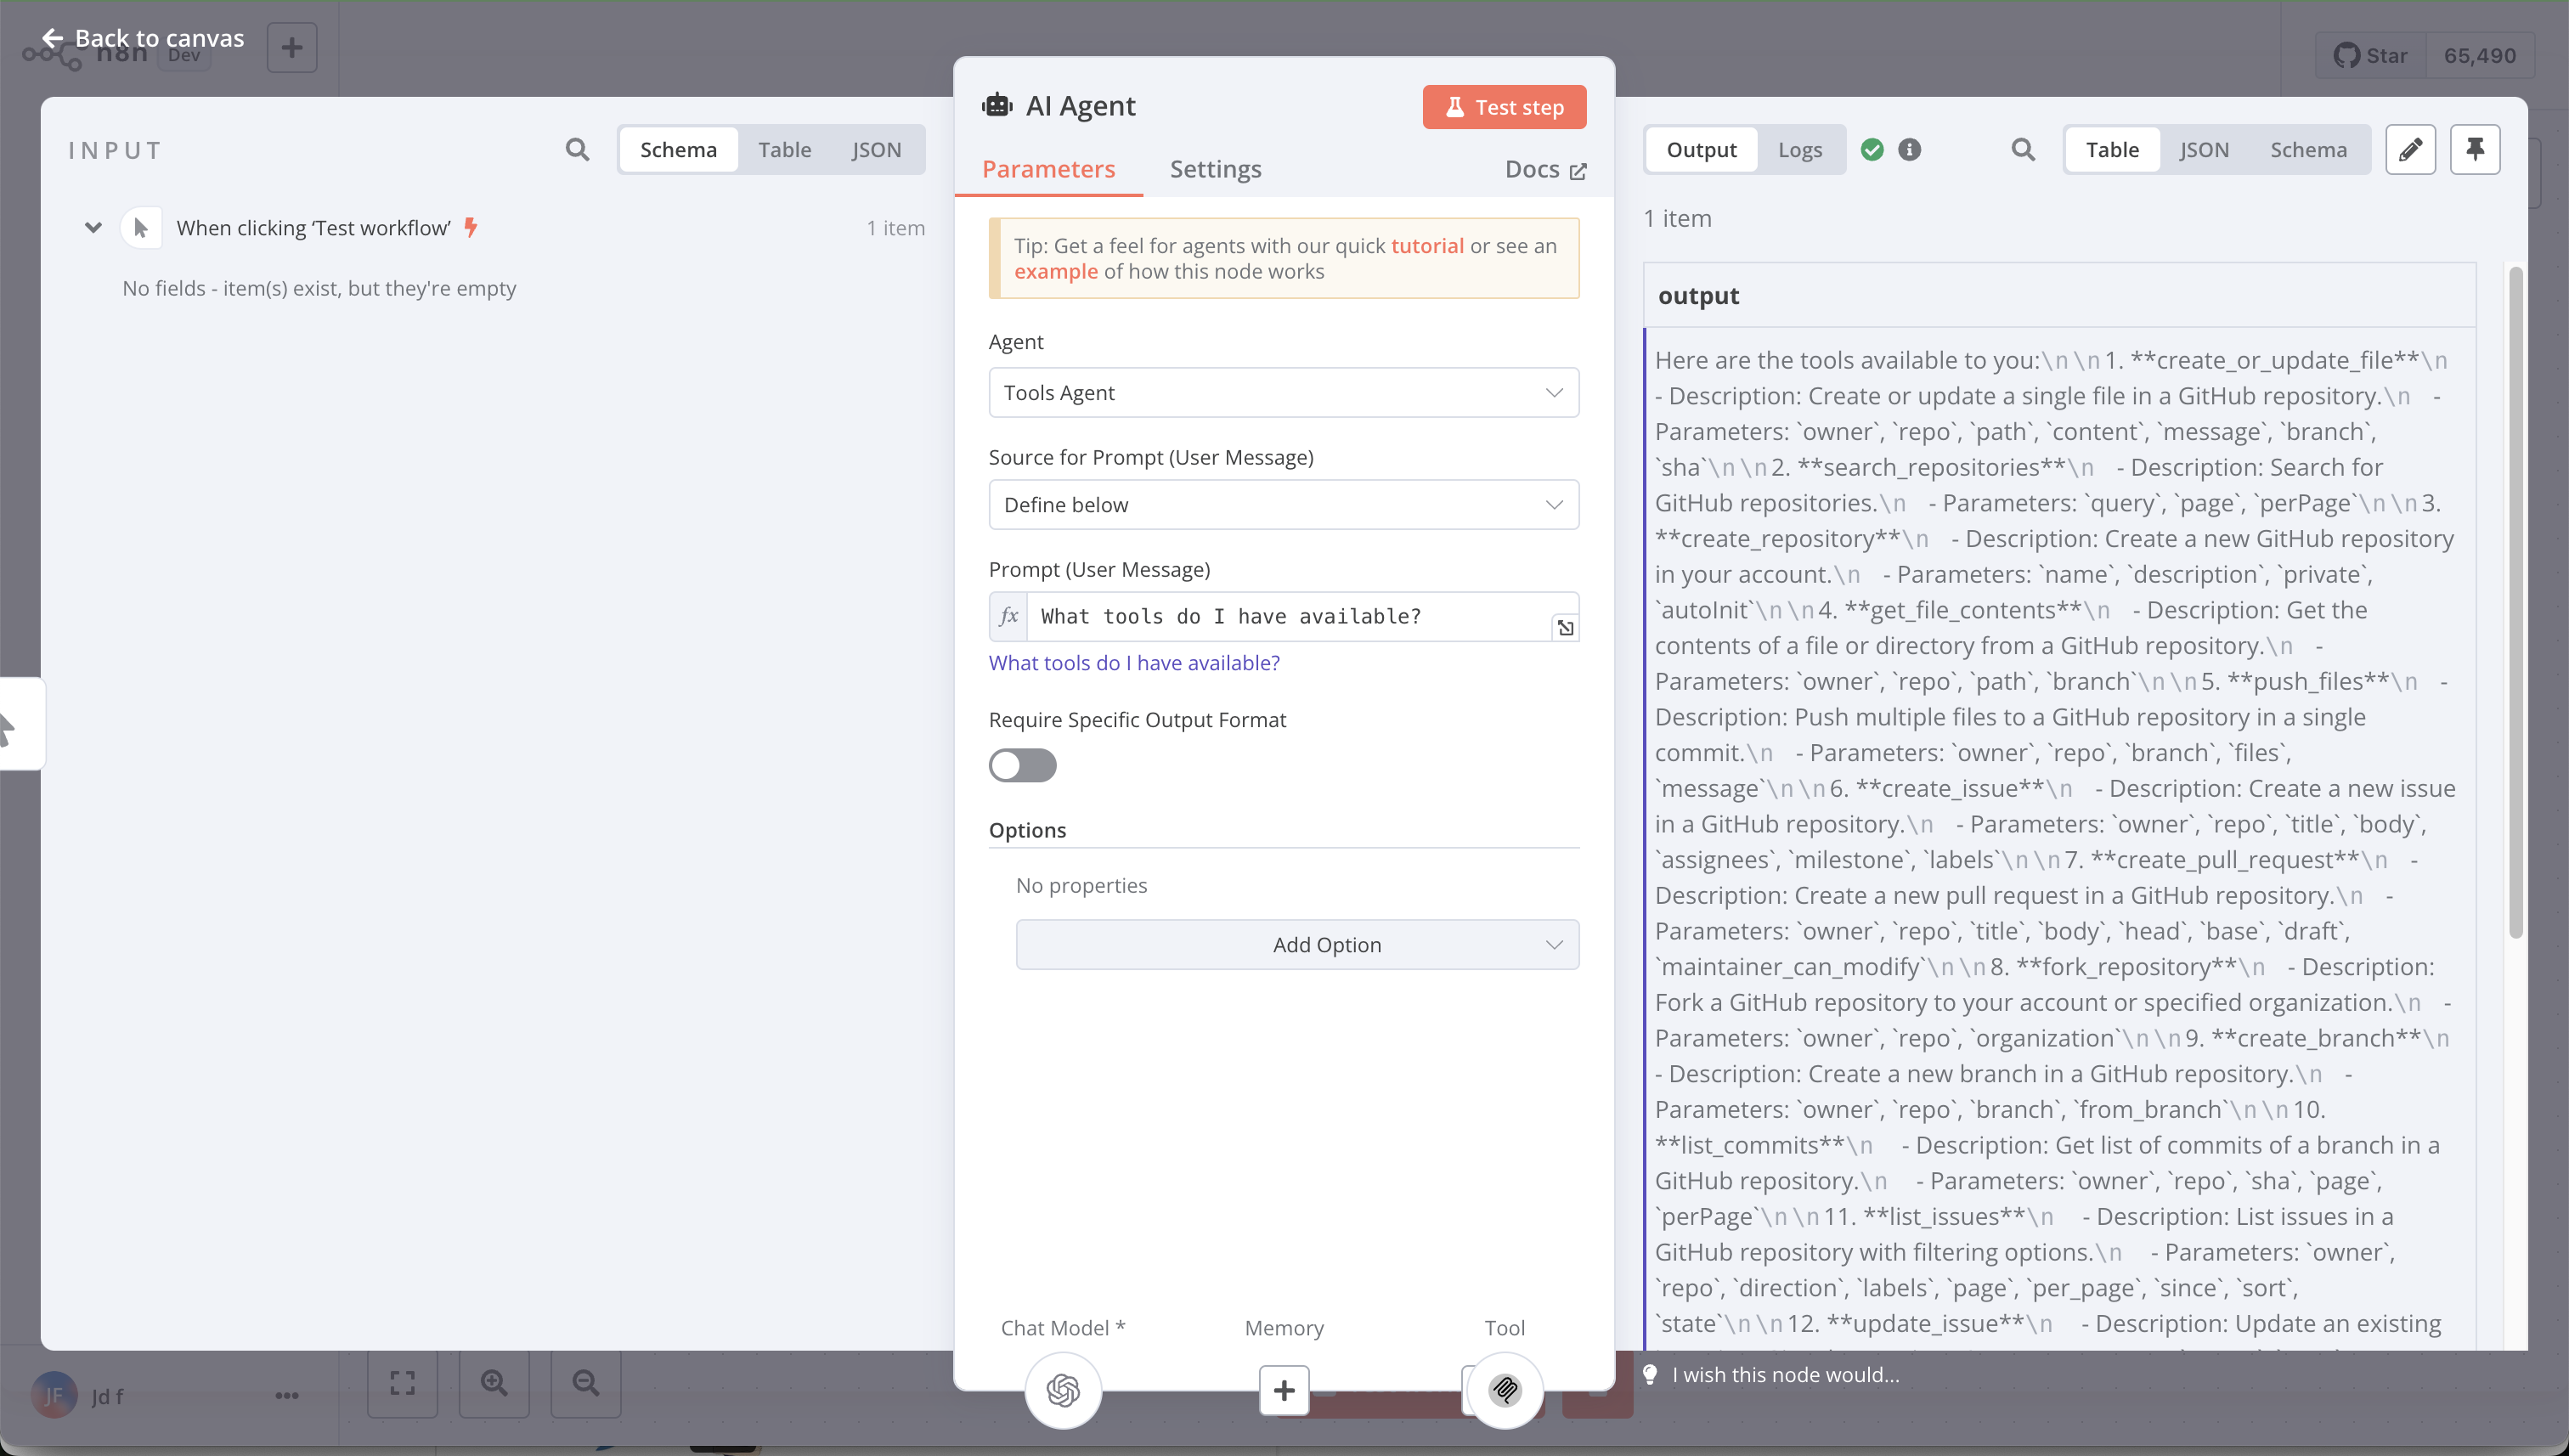 Back to canvas
n8n Dev
Star 65,490
INPUT
Schema Table JSON
When clicking ‘Test workflow’ 1 item
No fields - item(s) exist, but they're empty
AI Agent
Test step
Parameters Settings Docs
Tip: Get a feel for agents with our quick tutorial or see an
example of how this node works
Agent
Tools Agent
Source for Prompt (User Message)
Define below
Prompt (User Message)
fx What tools do I have available?
What tools do I have available?
Require Specific Output Format
Options
No properties
Add Option
Chat Model * Memory Tool
Output Logs
Table JSON Schema
1 item
output
Here are the tools available to you:\n\n1. **create_or_update_file**\n
- Description: Create or update a single file in a GitHub repository.\n   -
Parameters: `owner`, `repo`, `path`, `content`, `message`, `branch`,
`sha`\n\n2. **search_repositories**\n   - Description: Search for
GitHub repositories.\n   - Parameters: `query`, `page`, `perPage`\n\n3.
**create_repository**\n   - Description: Create a new GitHub repository
in your account.\n   - Parameters: `name`, `description`, `private`,
`autoInit`\n\n4. **get_file_contents**\n   - Description: Get the
contents of a file or directory from a GitHub repository.\n   -
Parameters: `owner`, `repo`, `path`, `branch`\n\n5. **push_files**\n   -
Description: Push multiple files to a GitHub repository in a single
commit.\n   - Parameters: `owner`, `repo`, `branch`, `files`,
`message`\n\n6. **create_issue**\n   - Description: Create a new issue
in a GitHub repository.\n   - Parameters: `owner`, `repo`, `title`, `body`,
`assignees`, `milestone`, `labels`\n\n7. **create_pull_request**\n   -
Description: Create a new pull request in a GitHub repository.\n   -
Parameters: `owner`, `repo`, `title`, `body`, `head`, `base`, `draft`,
`maintainer_can_modify`\n\n8. **fork_repository**\n   - Description:
Fork a GitHub repository to your account or specified organization.\n   -
Parameters: `owner`, `repo`, `organization`\n\n9. **create_branch**\n
- Description: Create a new branch in a GitHub repository.\n   -
Parameters: `owner`, `repo`, `branch`, `from_branch`\n\n10.
**list_commits**\n    - Description: Get list of commits of a branch in a
GitHub repository.\n    - Parameters: `owner`, `repo`, `sha`, `page`,
`perPage`\n\n11. **list_issues**\n    - Description: List issues in a
GitHub repository with filtering options.\n    - Parameters: `owner`,
`repo`, `direction`, `labels`, `page`, `per_page`, `since`, `sort`,
`state`\n\n12. **update_issue**\n    - Description: Update an existing
I wish this node would...
JF Jd f